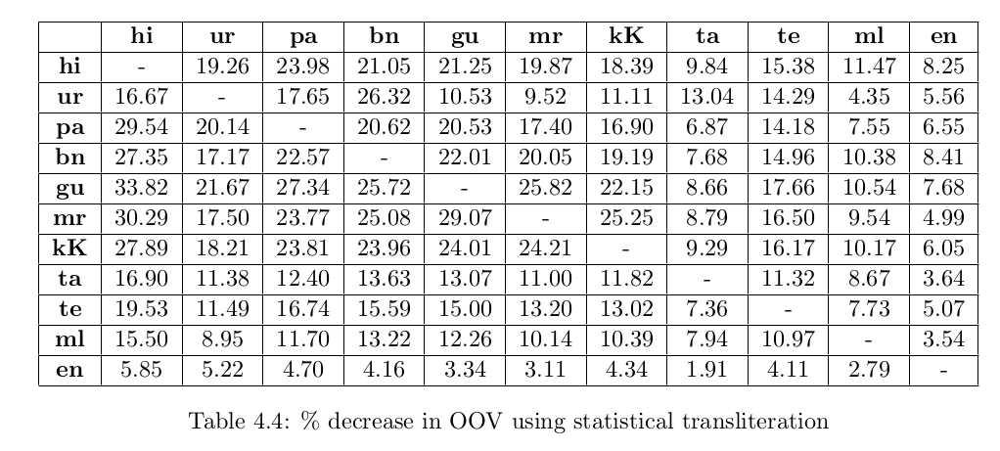 hi ur pa bn gu mr kK ta te ml en
hi - 19.26 23.98 21.05 21.25 19.87 18.39 9.84 15.38 11.47 8.25
ur 16.67 - 17.65 26.32 10.53 9.52 11.11 13.04 14.29 4.35 5.56
pa 29.54 20.14 - 20.62 20.53 17.40 16.90 6.87 14.18 7.55 6.55
bn 27.35 17.17 22.57 - 22.01 20.05 19.19 7.68 14.96 10.38 8.41
gu 33.82 21.67 27.34 25.72 - 25.82 22.15 8.66 17.66 10.54 7.68
mr 30.29 17.50 23.77 25.08 29.07 - 25.25 8.79 16.50 9.54 4.99
kK 27.89 18.21 23.81 23.96 24.01 24.21 - 9.29 16.17 10.17 6.05
ta 16.90 11.38 12.40 13.63 13.07 11.00 11.82 - 11.32 8.67 3.64
te 19.53 11.49 16.74 15.59 15.00 13.20 13.02 7.36 - 7.73 5.07
ml 15.50 8.95 11.70 13.22 12.26 10.14 10.39 7.94 10.97 - 3.54
en 5.85 5.22 4.70 4.16 3.34 3.11 4.34 1.91 4.11 2.79 -
Table 4.4: % decrease in OOV using statistical transliteration